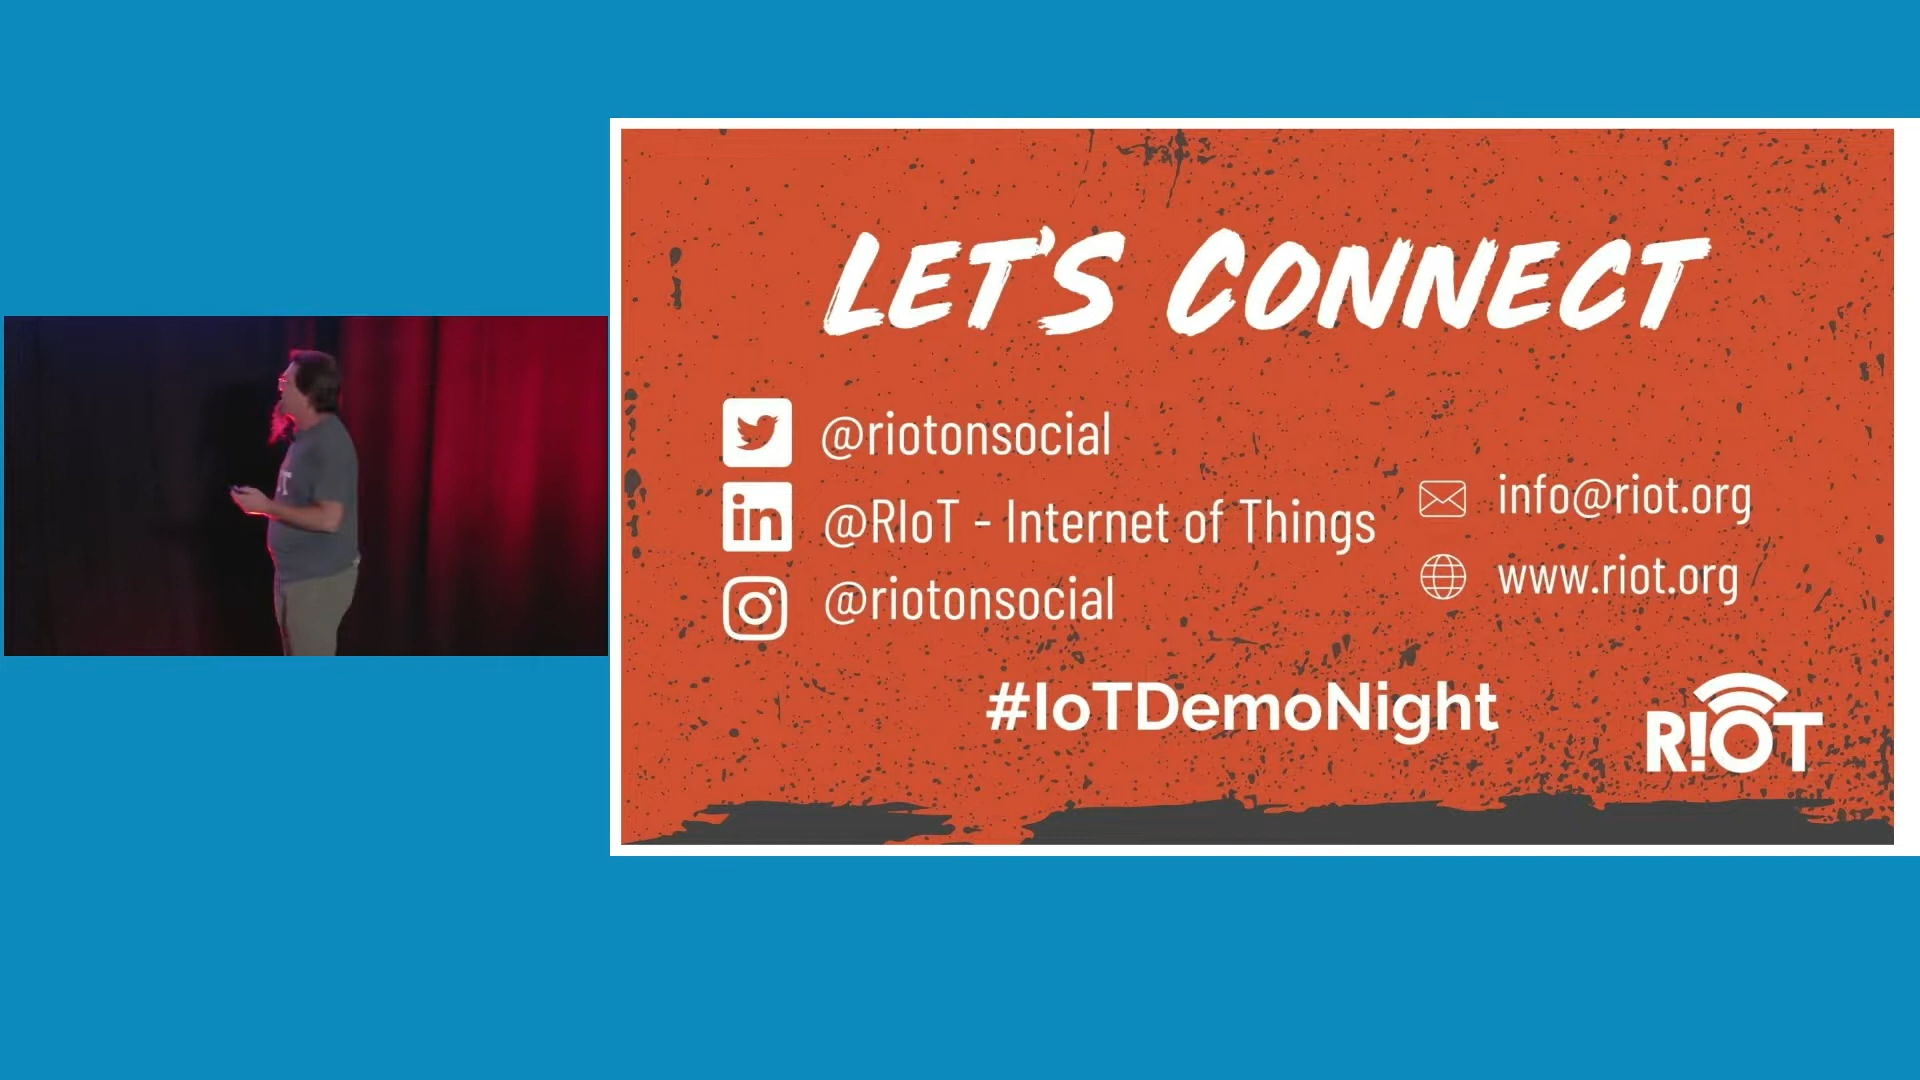 LET'S CONNECT
@riotonsocial
@RIoT - Internet of Things
@riotonsocial
info@riot.org
www.riot.org
#IoTDemoNight
R!OT